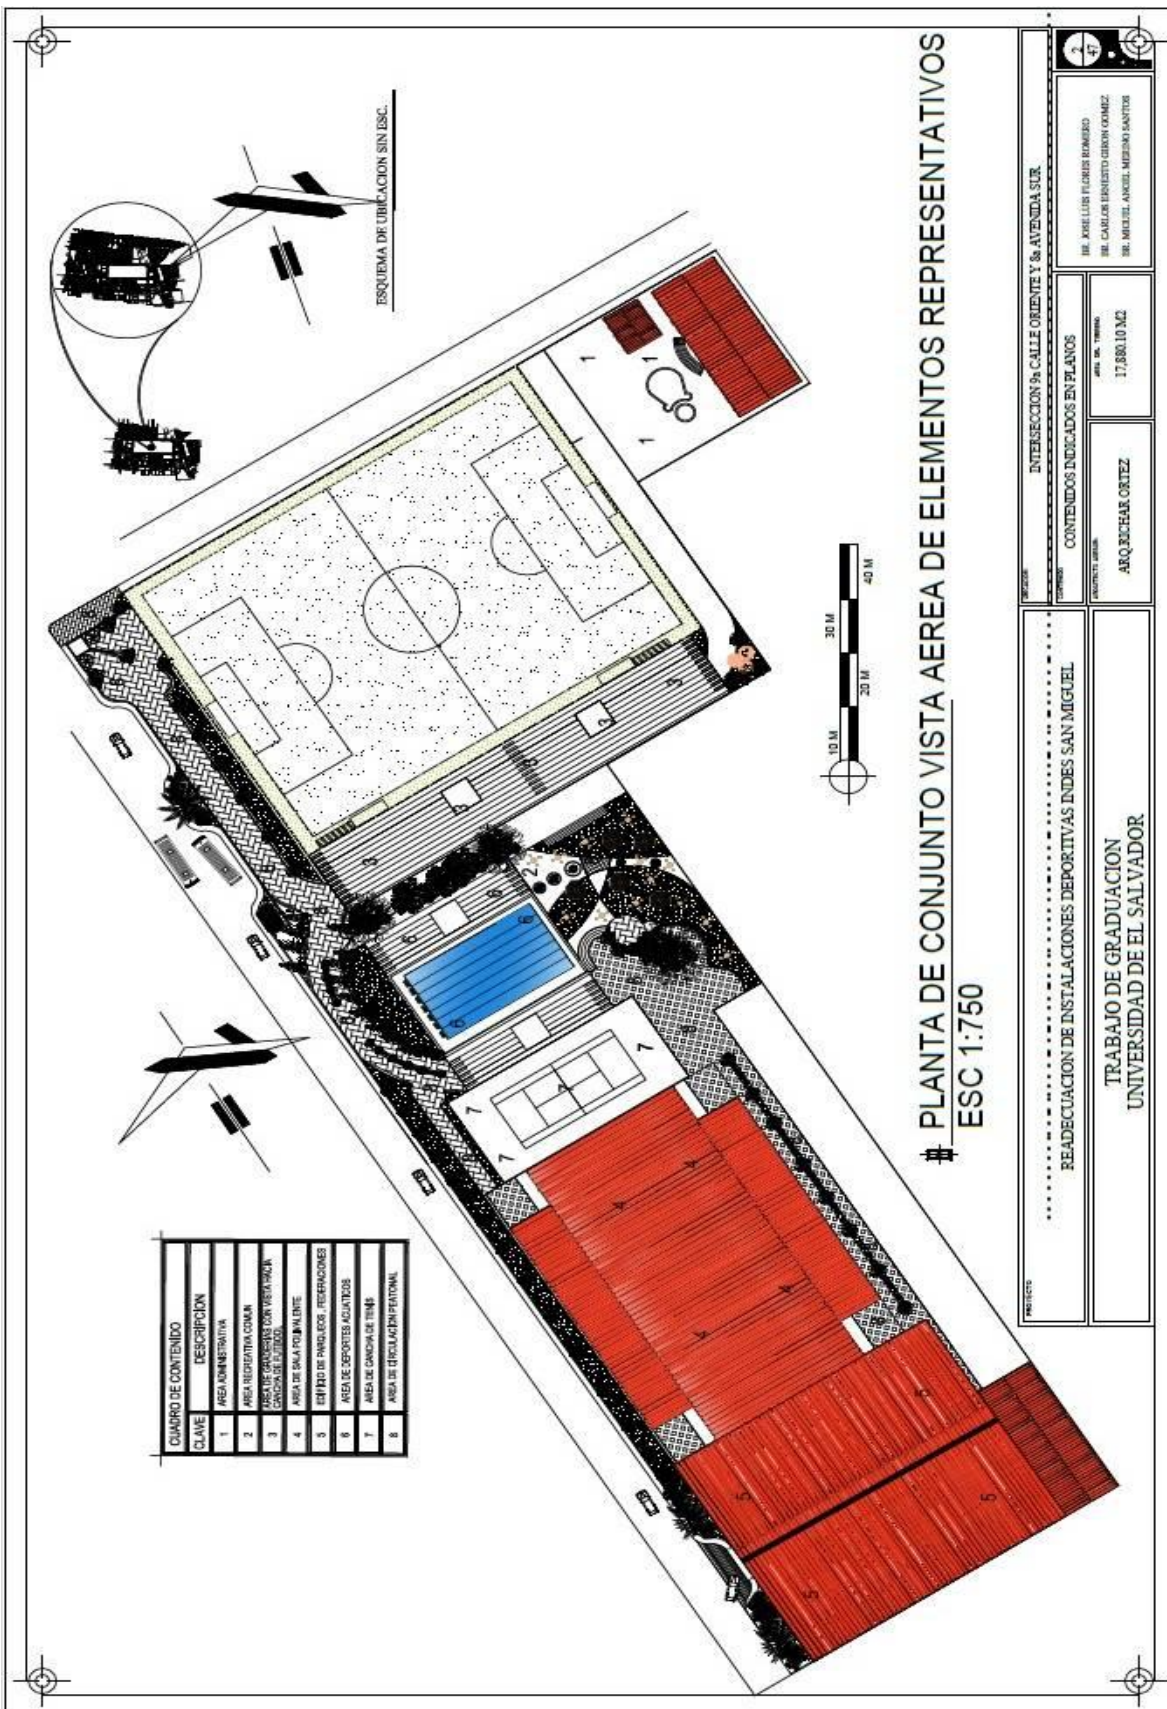 CUADRO DE CONTENIDO
CLAVE DESCRIPCION
1 AREA ADMINISTRATIVA
2 AREA RECREATIVA COMUN
3 AREA DE GRADERIAS CON VISTA HACIA
CANCHA DE FUTBOL
4 AREA DE SALA POLIVALENTE
5 EDIFICIO DE PARQUEOS, FEDERACIONES
6 AREA DE DEPORTES ACUATICOS
7 AREA DE CANCHA DE TENIS
8 AREA DE CIRCULACION PEATONAL
ESQUEMA DE UBICACION SIN ESC.
10 M
20 M
30 M
40 M
PLANTA DE CONJUNTO VISTA AEREA DE ELEMENTOS REPRESENTATIVOS
ESC 1:750
PROYECTO
READECUACION DE INSTALACIONES DEPORTIVAS INDES SAN MIGUEL
TRABAJO DE GRADUACION
UNIVERSIDAD DE EL SALVADOR
INTERSECCION 9a CALLE ORIENTE Y 8a AVENIDA SUR
CONTENIDOS INDICADOS EN PLANOS
ARQ.RICHAR ORTEZ
AREA DEL TERRENO
17,880.10 M2
BR. JOSE LUIS FLORES ROMERO
BR. CARLOS ERNESTO GIRON GOMEZ
BR. MIGUEL ANGEL MERINO SANTOS
2
47